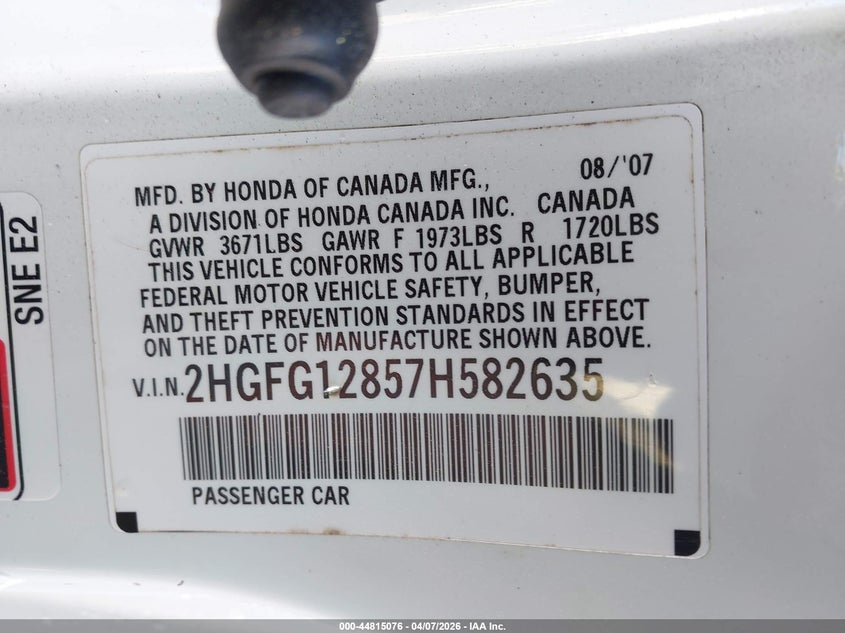 08/'07
MFD. BY HONDA OF CANADA MFG.,
A DIVISION OF HONDA CANADA INC. CANADA
GVWR 3671LBS GAWR F 1973LBS R 1720LBS
THIS VEHICLE CONFORMS TO ALL APPLICABLE
FEDERAL MOTOR VEHICLE SAFETY, BUMPER,
AND THEFT PREVENTION STANDARDS IN EFFECT
ON THE DATE OF MANUFACTURE SHOWN ABOVE.
V.I.N. 2HGFG12857H582635
PASSENGER CAR
SNE E2
000-44815076 - 04/07/2026 - IAA Inc.